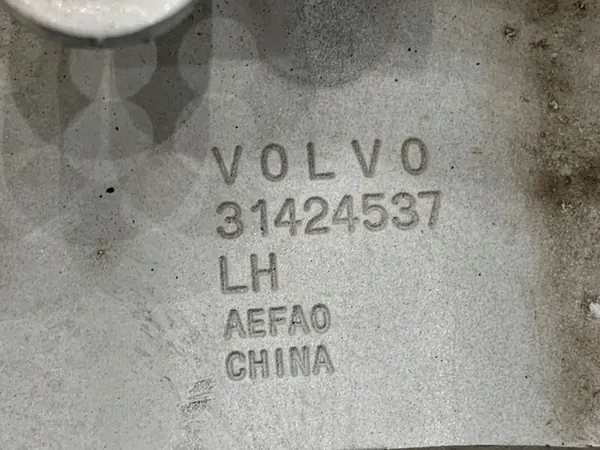 VOLVO
31424537
LH
AEFAO
CHINA